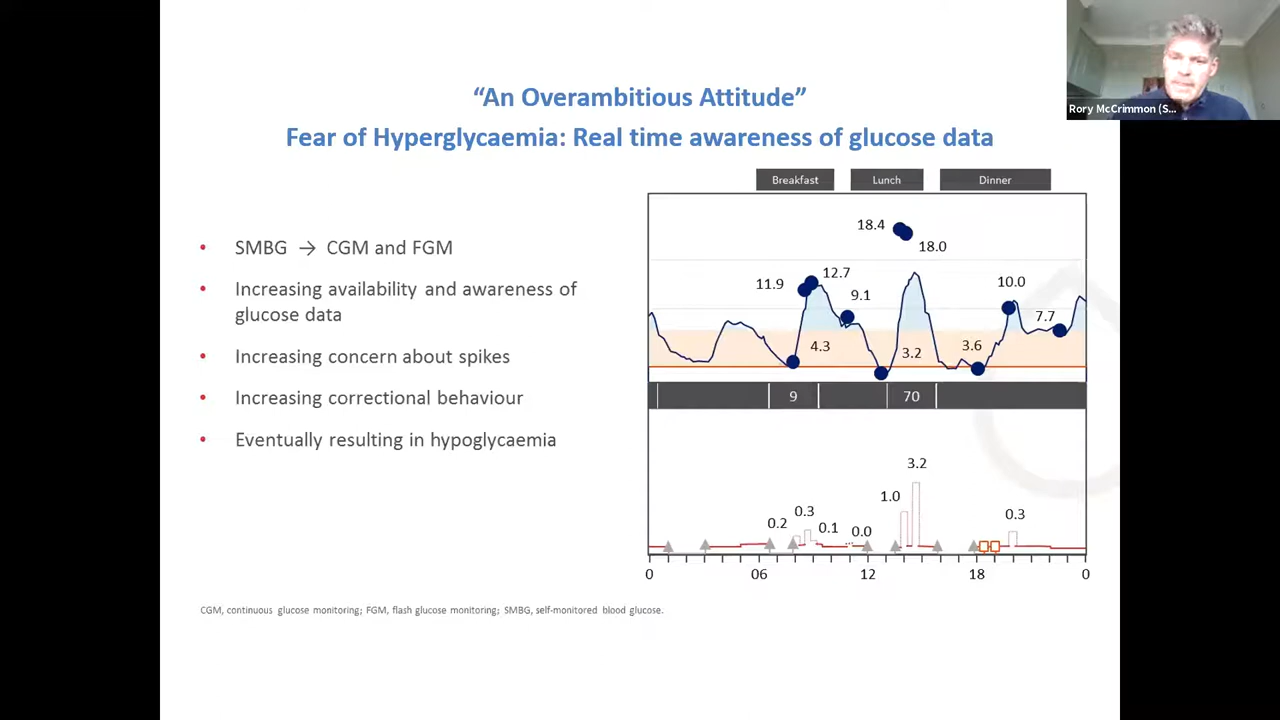 Rory McCrimmon (S...
“An Overambitious Attitude”
Fear of Hyperglycaemia: Real time awareness of glucose data
• SMBG → CGM and FGM
• Increasing availability and awareness of
glucose data
• Increasing concern about spikes
• Increasing correctional behaviour
• Eventually resulting in hypoglycaemia
Breakfast Lunch Dinner
18.4
18.0
12.7
11.9
9.1
10.0
7.7
4.3
3.2
3.6
9 70
3.2
1.0
0.3
0.2
0.1
0.0
0.3
0 06 12 18 0
CGM, continuous glucose monitoring; FGM, flash glucose monitoring; SMBG, self-monitored blood glucose.